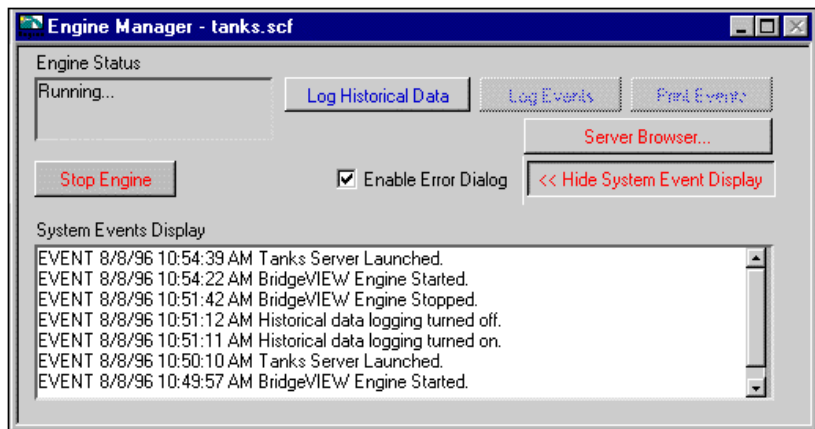 Engine Manager - tanks.scf
Engine Status
Running...
Log Historical Data
Log Events
Print Events
Server Browser...
Stop Engine
Enable Error Dialog
<< Hide System Event Display
System Events Display
EVENT 8/8/96 10:54:39 AM Tanks Server Launched.
EVENT 8/8/96 10:54:22 AM BridgeVIEW Engine Started.
EVENT 8/8/96 10:51:42 AM BridgeVIEW Engine Stopped.
EVENT 8/8/96 10:51:12 AM Historical data logging turned off.
EVENT 8/8/96 10:51:11 AM Historical data logging turned on.
EVENT 8/8/96 10:50:10 AM Tanks Server Launched.
EVENT 8/8/96 10:49:57 AM BridgeVIEW Engine Started.